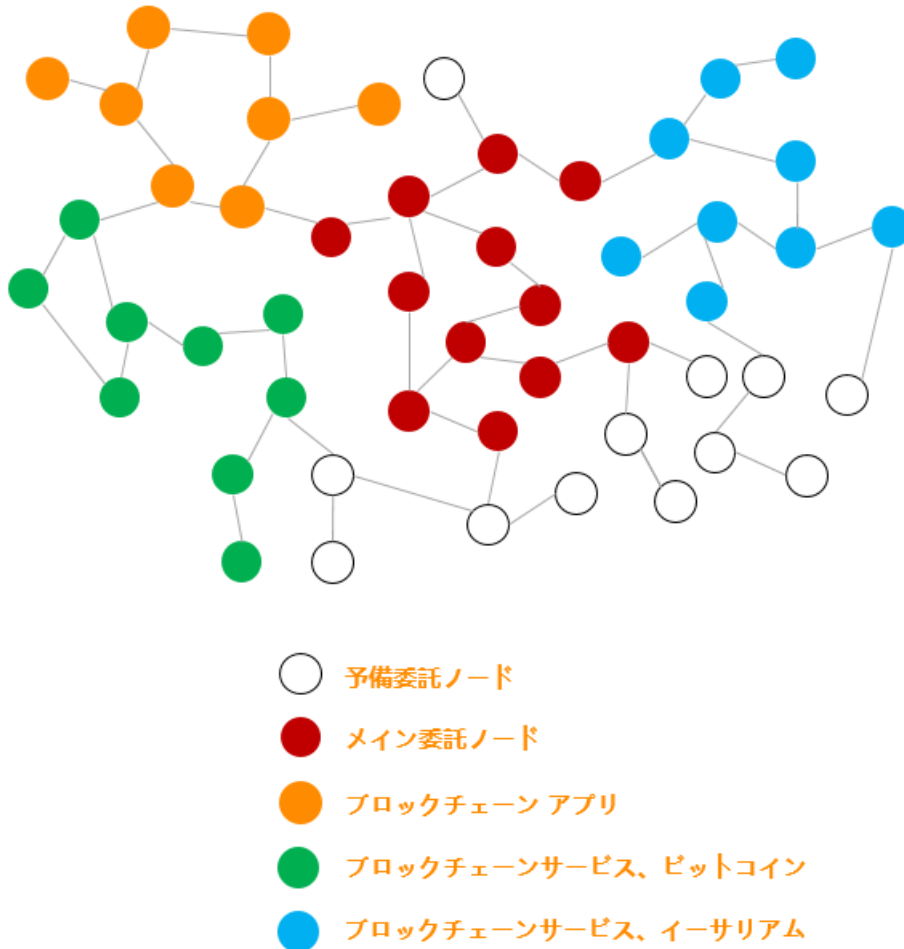 予備委託ノード
メイン委託ノード
ブロックチェーン アプリ
ブロックチェーンサービス、ビットコイン
ブロックチェーンサービス、イーサリアム